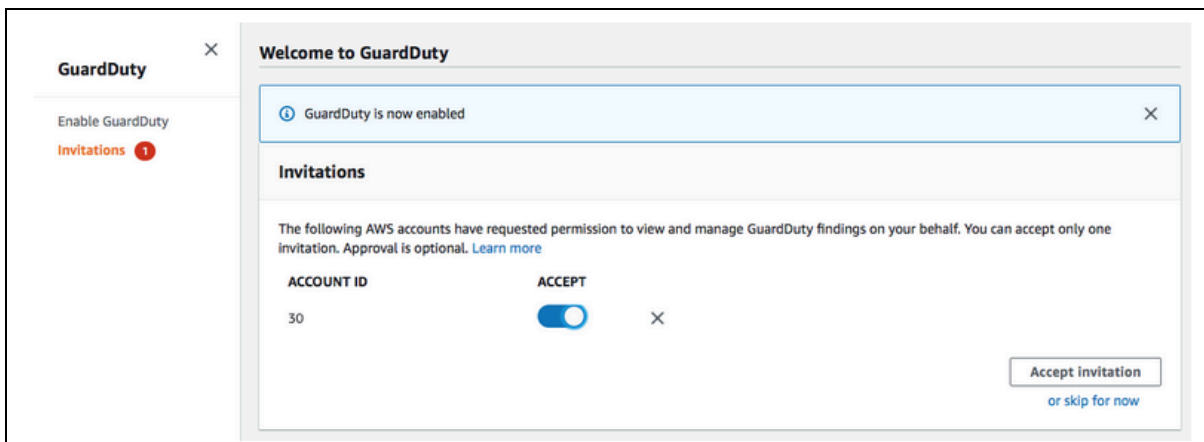 GuardDuty
Enable GuardDuty
Invitations 1
Welcome to GuardDuty
GuardDuty is now enabled
Invitations
The following AWS accounts have requested permission to view and manage GuardDuty findings on your behalf. You can accept only one
invitation. Approval is optional. Learn more
ACCOUNT ID ACCEPT
30
Accept invitation
or skip for now